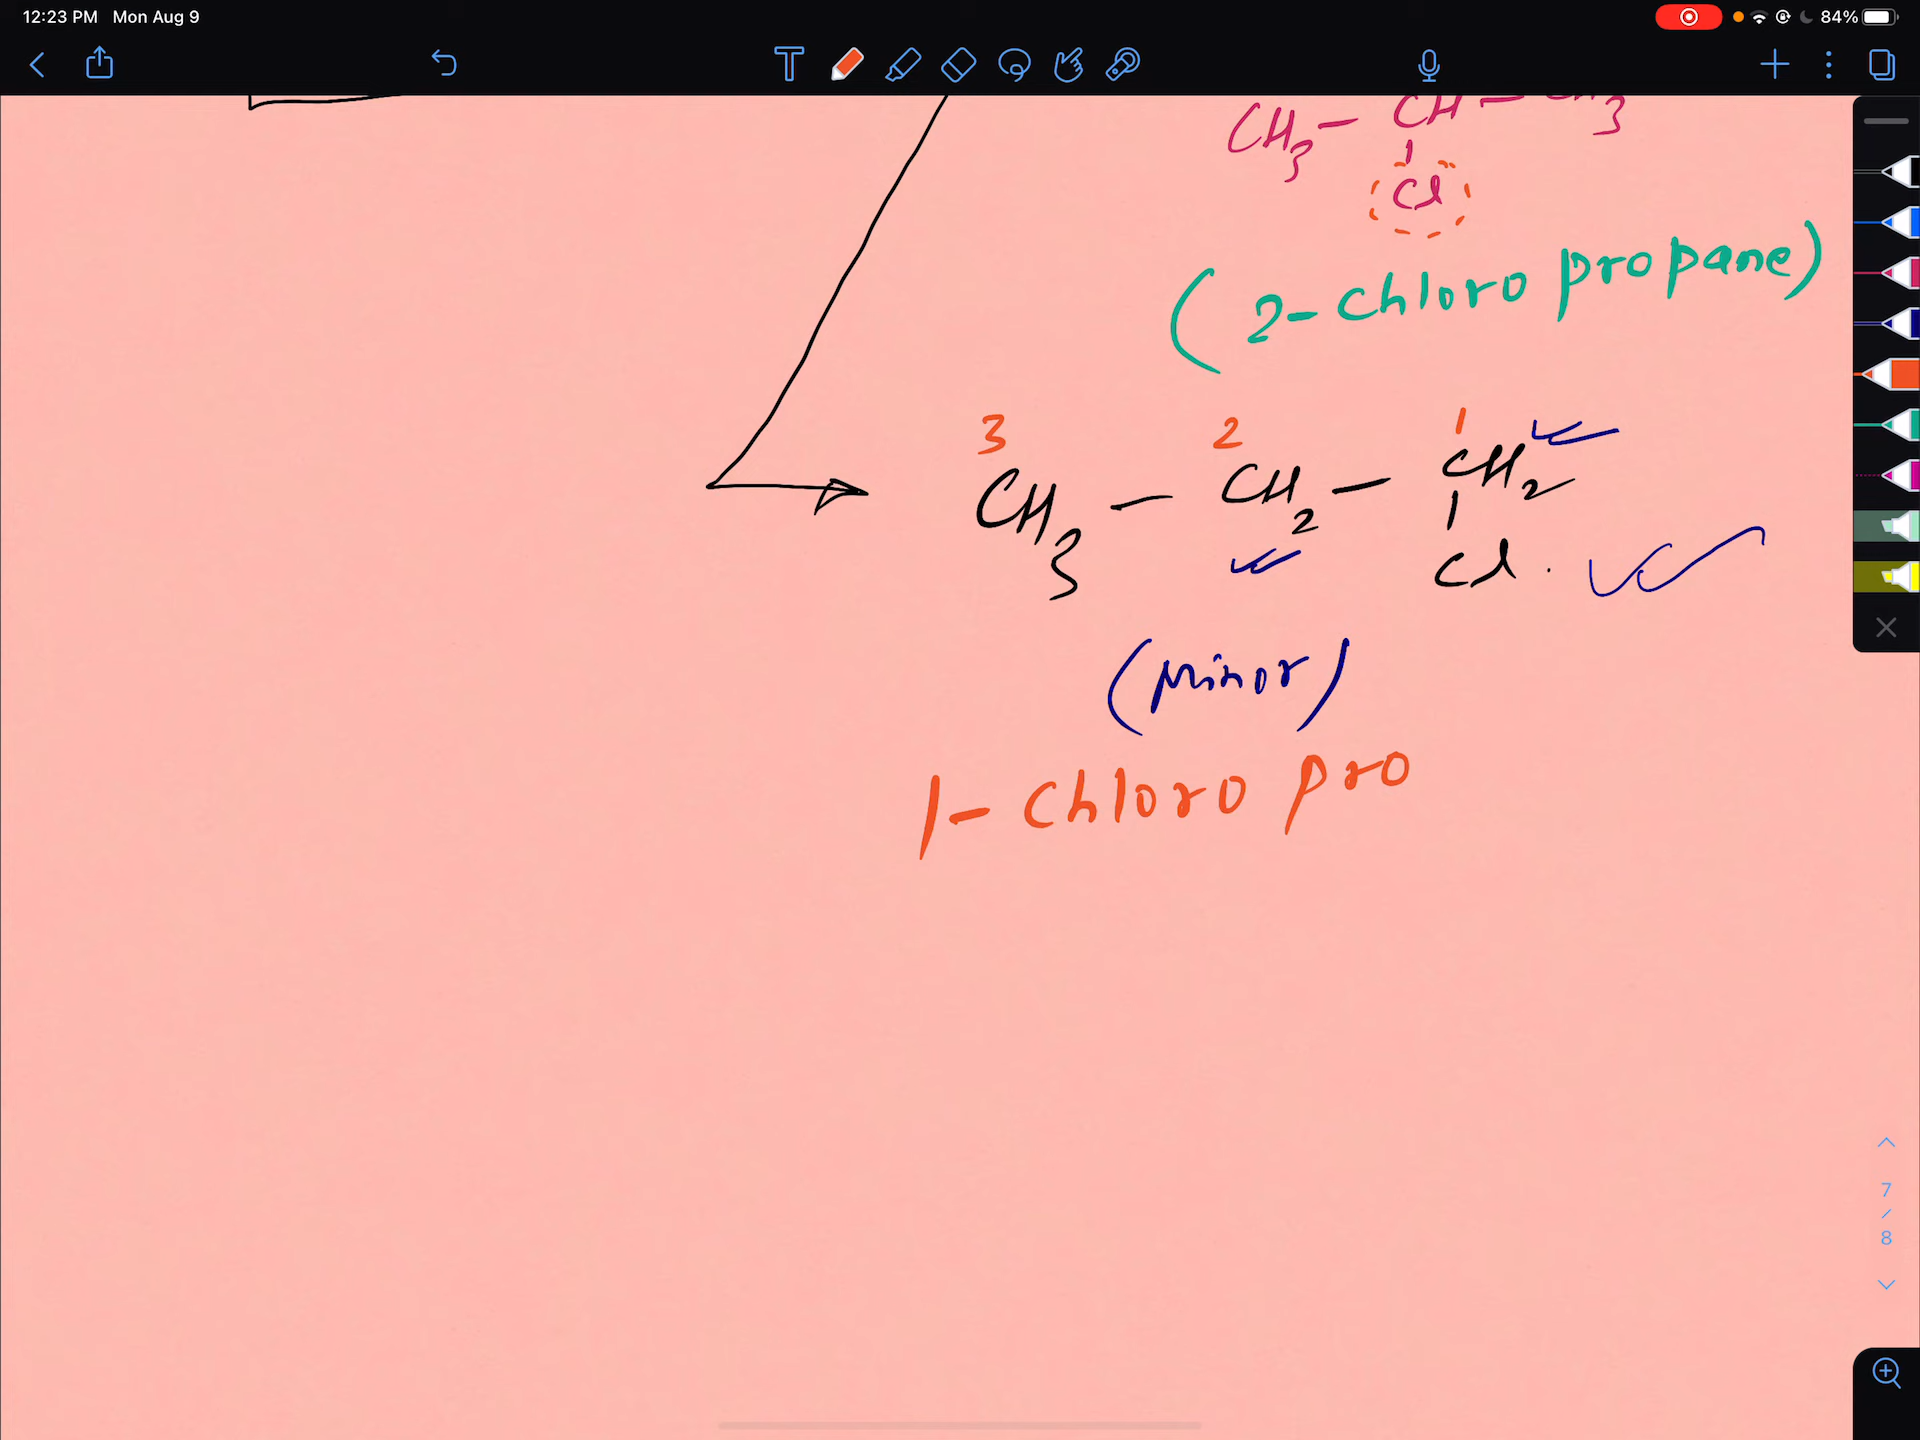 12:23 PM Mon Aug 9 84%
CH3 - CH - CH3
Cl
(2-chloro propane)
3 2 1
CH3 - CH2 - CH2
Cl.
(Minor)
1- chloro pro
7
/
8